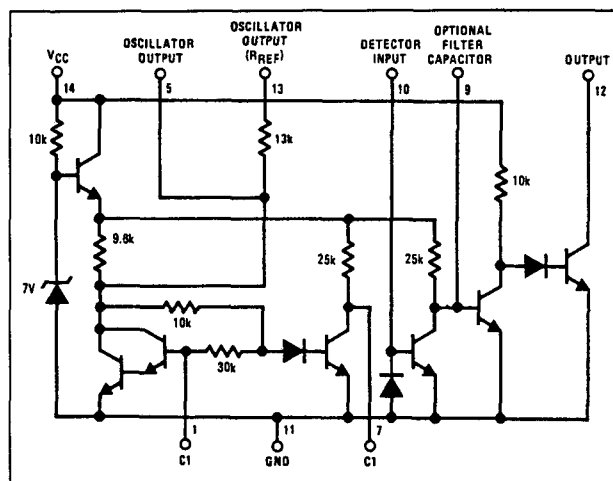 VCC
OSCILLATOR
OUTPUT
OSCILLATOR
OUTPUT
(RREF)
DETECTOR
INPUT
OPTIONAL
FILTER
CAPACITOR
OUTPUT
14
5
13
10
9
12
10k
13k
10k
9.6k
25k
25k
7V
10k
30k
1
11
7
C1
GND
C1